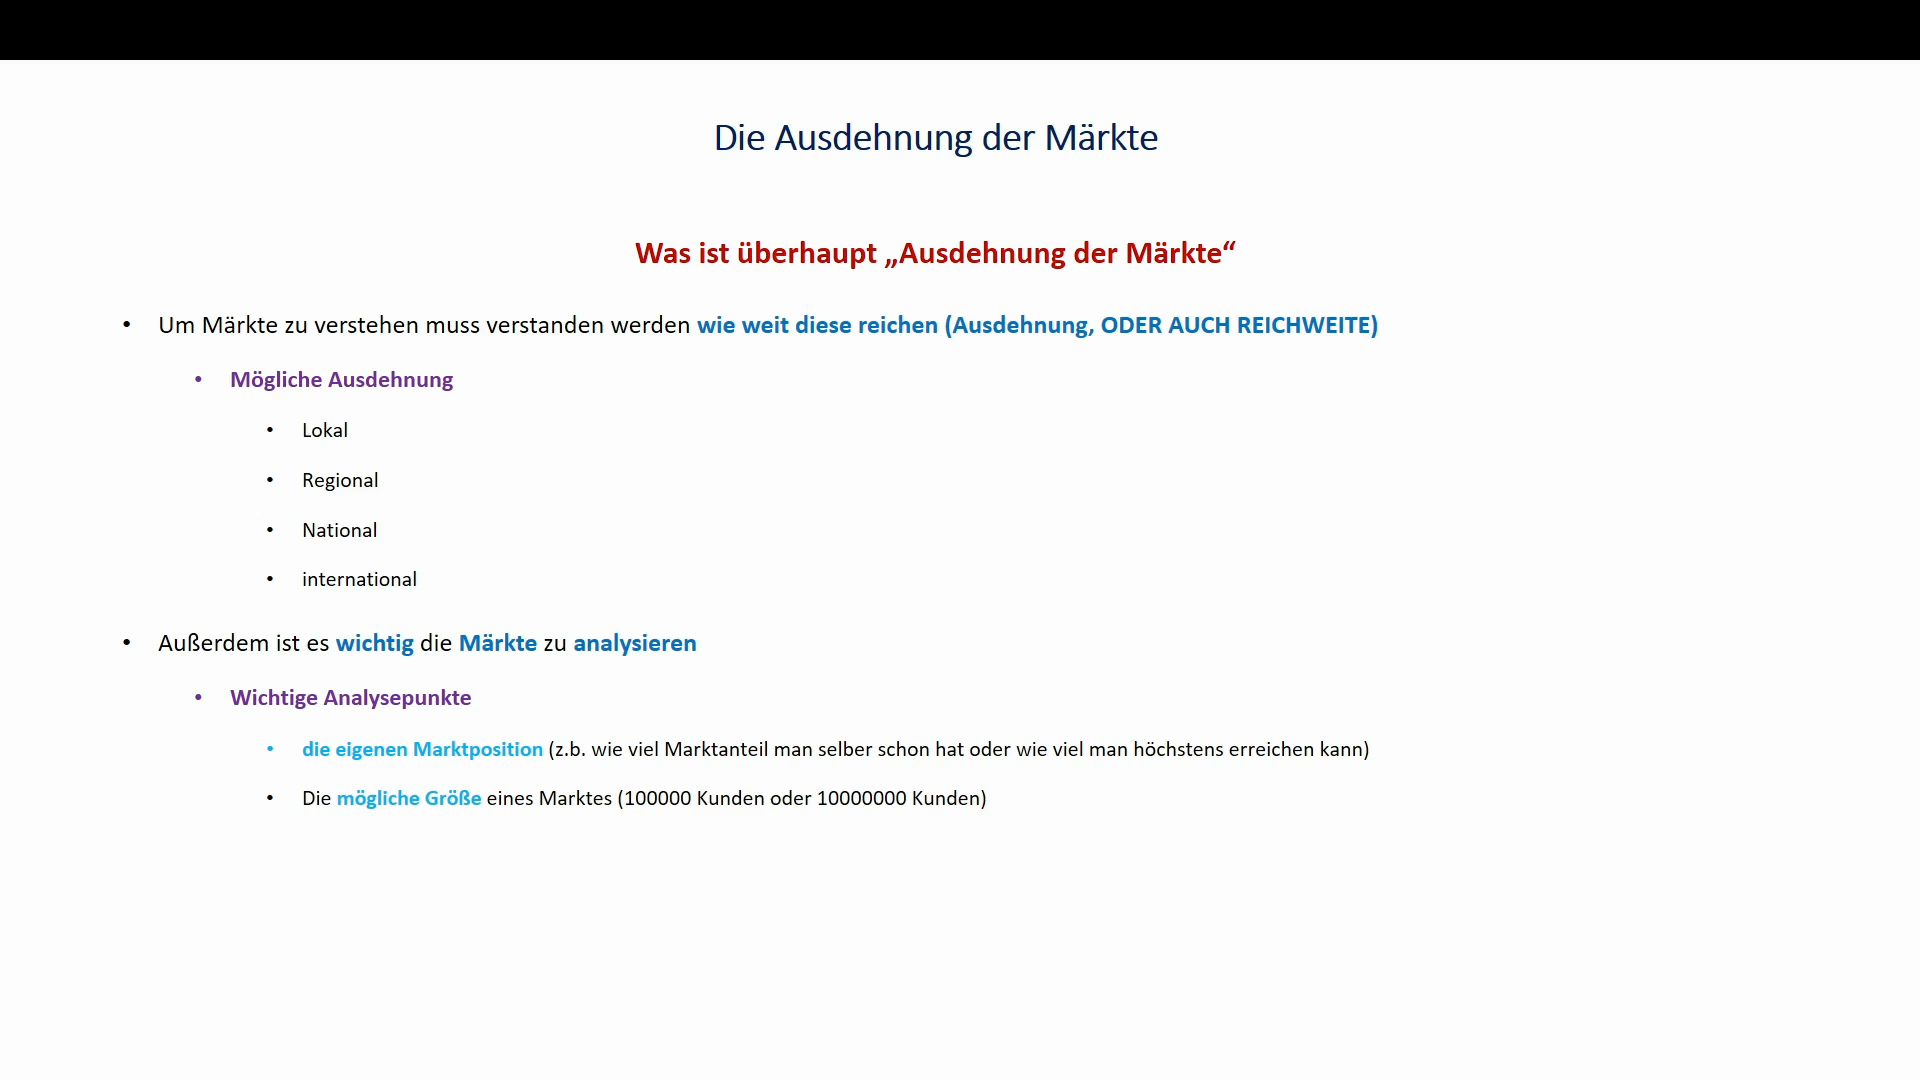 Die Ausdehnung der Märkte
Was ist überhaupt „Ausdehnung der Märkte“
• Um Märkte zu verstehen muss verstanden werden wie weit diese reichen (Ausdehnung, ODER AUCH REICHWEITE)
• Mögliche Ausdehnung
• Lokal
• Regional
• National
• international
• Außerdem ist es wichtig die Märkte zu analysieren
• Wichtige Analysepunkte
• die eigenen Marktposition (z.b. wie viel Marktanteil man selber schon hat oder wie viel man höchstens erreichen kann)
• Die mögliche Größe eines Marktes (100000 Kunden oder 10000000 Kunden)